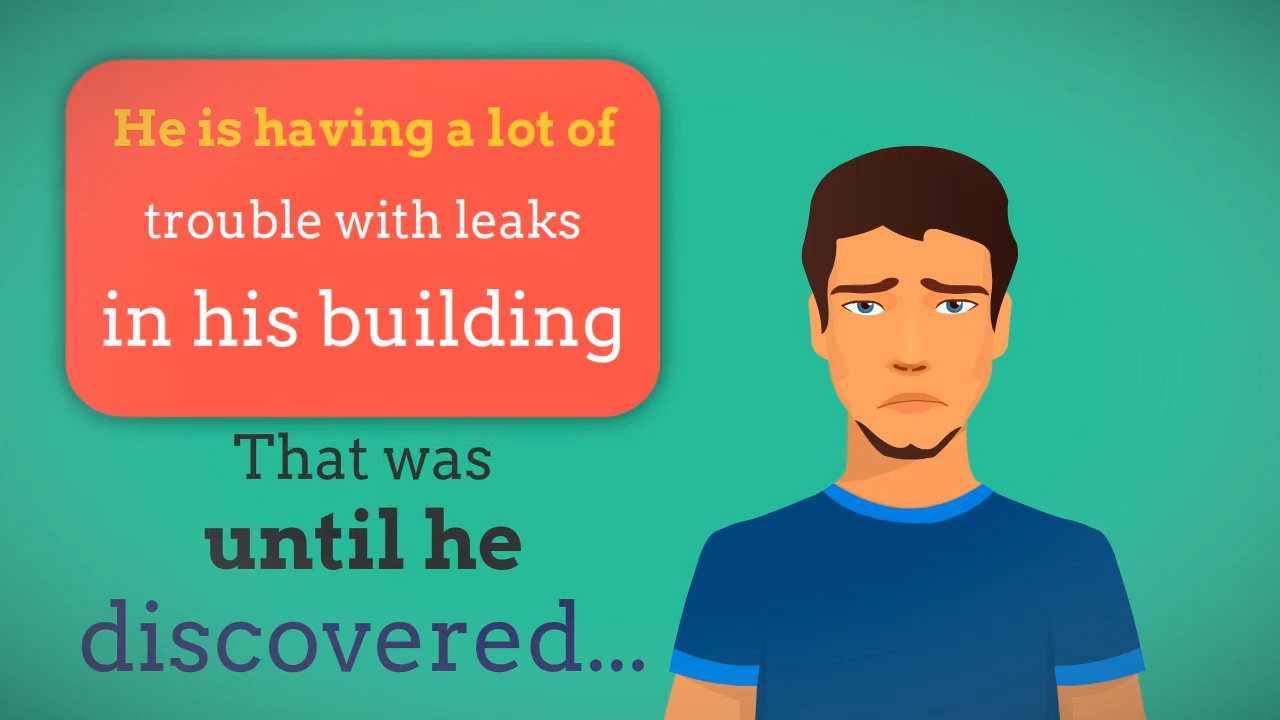 He is having a lot of
trouble with leaks
in his building
That was
until he
discovered...